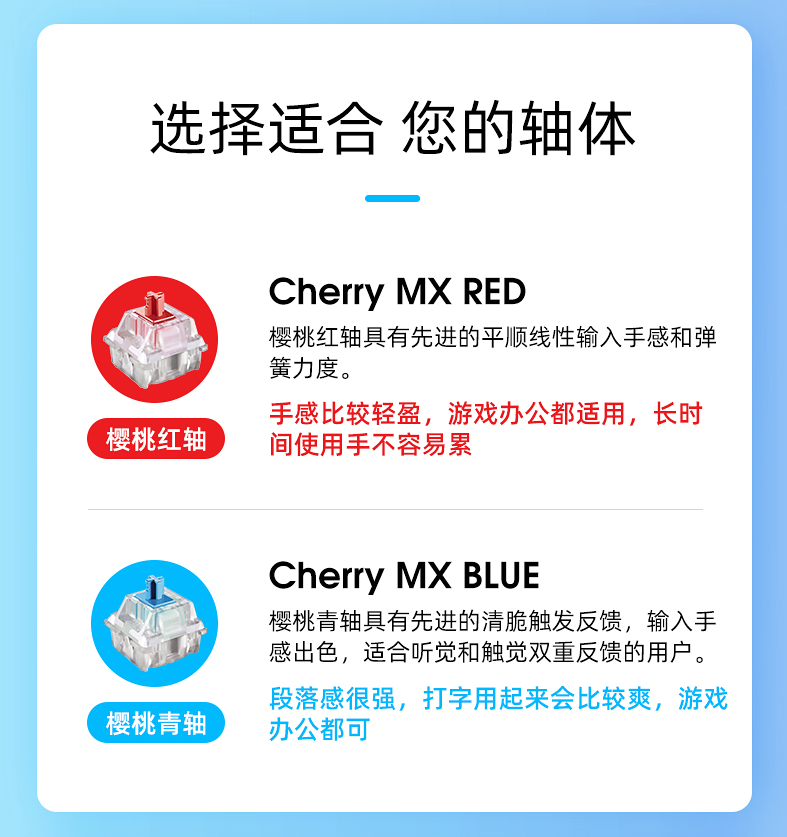 选择适合 您的轴体
Cherry MX RED
樱桃红轴具有先进的平顺线性输入手感和弹
簧力度。
手感比较轻盈，游戏办公都适用，长时
间使用手不容易累
樱桃红轴
Cherry MX BLUE
樱桃青轴具有先进的清脆触发反馈，输入手
感出色，适合听觉和触觉双重反馈的用户。
段落感很强，打字用起来会比较爽，游戏
办公都可
樱桃青轴